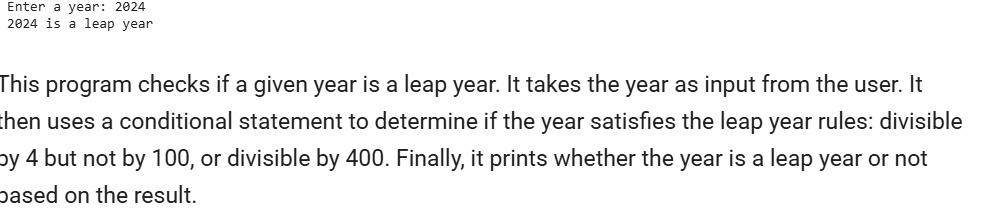 Enter a year: 2024
2024 is a leap year
This program checks if a given year is a leap year. It takes the year as input from the user. It
then uses a conditional statement to determine if the year satisfies the leap year rules: divisible
by 4 but not by 100, or divisible by 400. Finally, it prints whether the year is a leap year or not
based on the result.